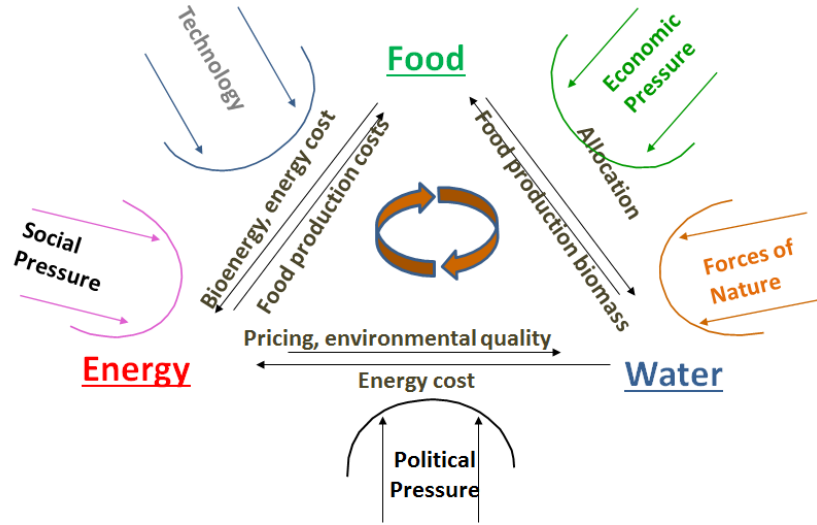 Technology
Food
Economic
Pressure
Bioenergy, energy cost
Food production costs
Food production biomass
Allocation
Social
Pressure
Forces of
Nature
Pricing, environmental quality
Energy
Energy cost
Water
Political
Pressure